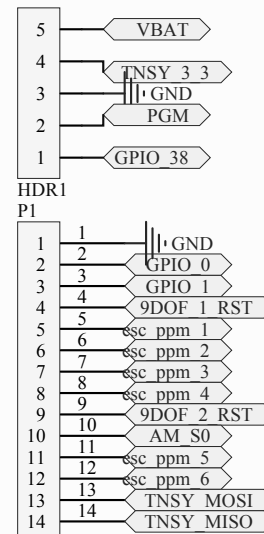 5 VBAT
4 TNSY_3_3
3 GND
2 PGM
1 GPIO_38
HDR1
P1
1 1 GND
2 2 GPIO_0
3 3 GPIO_1
4 4 9DOF_1_RST
5 5 esc_ppm_1
6 6 esc_ppm_2
7 7 esc_ppm_3
8 8 esc_ppm_4
9 9 9DOF_2_RST
10 10 AM_S0
11 11 esc_ppm_5
12 12 esc_ppm_6
13 13 TNSY_MOSI
14 14 TNSY_MISO